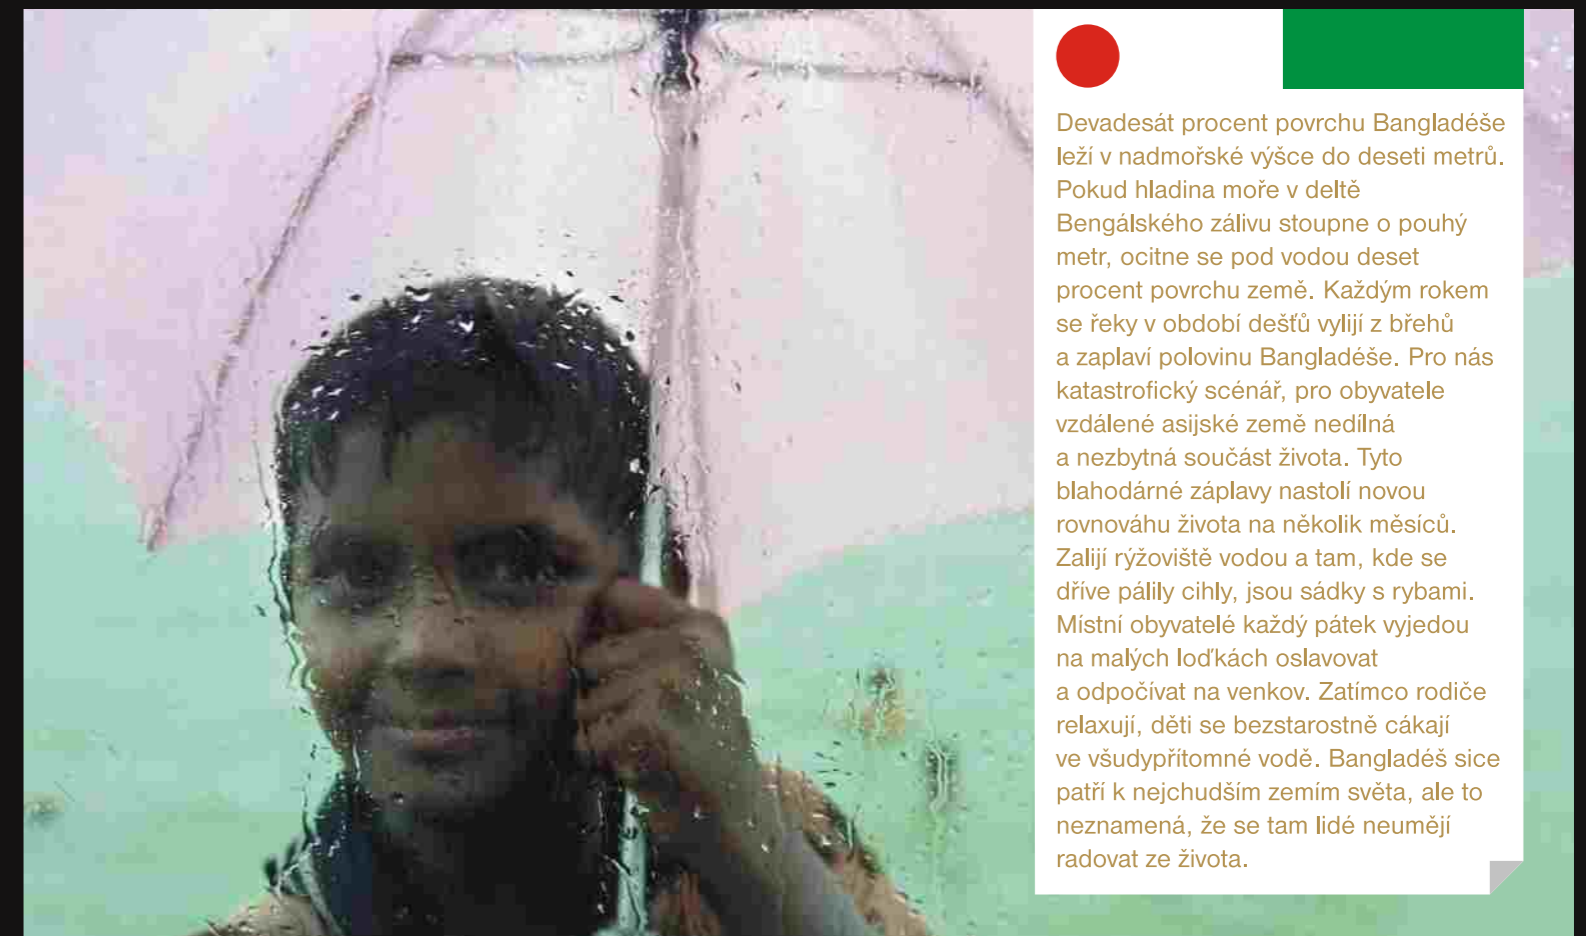 Devadesát procent povrchu Bangladéše
leží v nadmořské výšce do deseti metrů.
Pokud hladina moře v deltě
Bengálského zálivu stoupne o pouhý
metr, ocitne se pod vodou deset
procent povrchu země. Každým rokem
se řeky v období dešťů vylijí z břehů
a zaplaví polovinu Bangladéše. Pro nás
katastrofický scénář, pro obyvatele
vzdálené asijské země nedílná
a nezbytná součást života. Tyto
blahodárné záplavy nastolí novou
rovnováhu života na několik měsíců.
Zalijí rýžoviště vodou a tam, kde se
dříve pálily cihly, jsou sádky s rybami.
Místní obyvatelé každý pátek vyjedou
na malých loďkách oslavovat
a odpočívat na venkov. Zatímco rodiče
relaxují, děti se bezstarostně cákají
ve všudypřítomné vodě. Bangladéš sice
patří k nejchudším zemím světa, ale to
neznamená, že se tam lidé neumějí
radovat ze života.